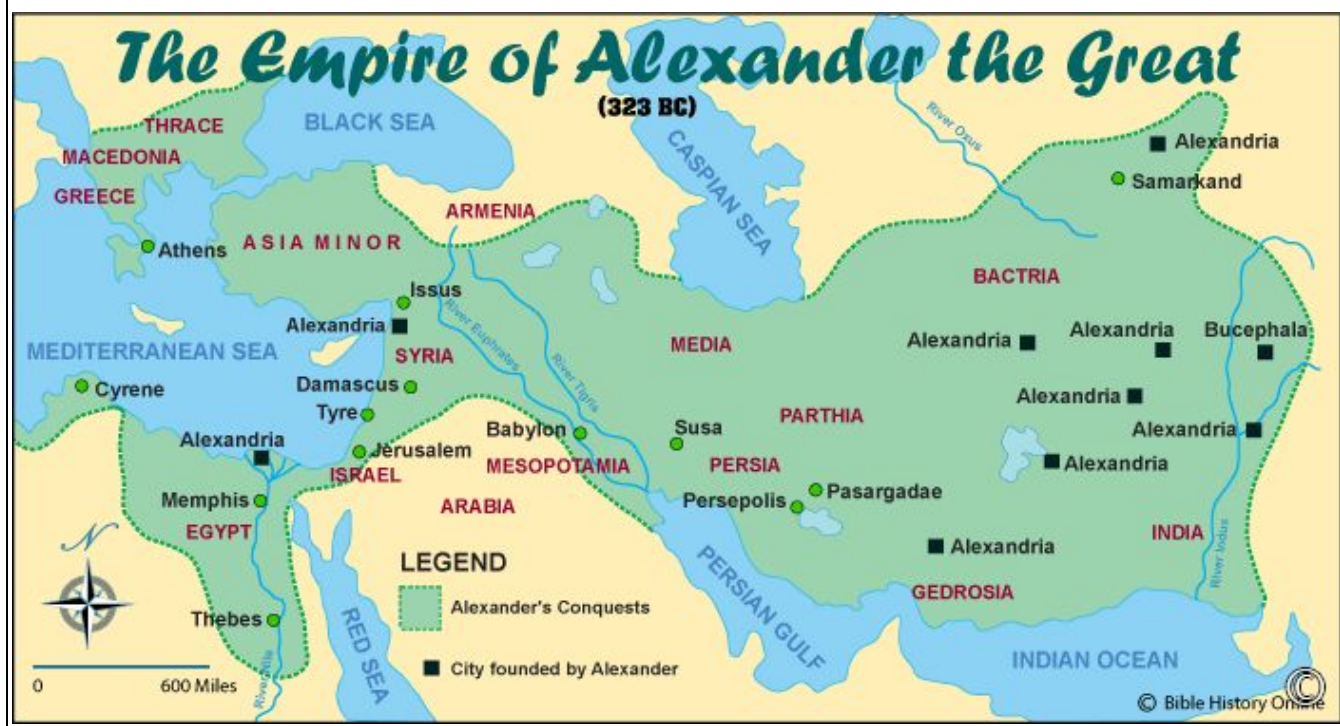 The Empire of Alexander the Great
(323 BC)
THRACE
BLACK SEA
MACEDONIA
GREECE
Athens
ASIA MINOR
ARMENIA
CASPIAN SEA
River Oxus
Alexandria
Samarkand
BACTRIA
Issus
Alexandria
SYRIA
River Euphrates
River Tigris
MEDIA
Alexandria
Alexandria
Bucephala
MEDITERRANEAN SEA
Cyrene
Damascus
Tyre
Alexandria
Jerusalem
ISRAEL
Babylon
MESOPOTAMIA
Susa
PERSIA
PARTHIA
Alexandria
Alexandria
Alexandria
Memphis
EGYPT
ARABIA
Persepolis
Pasargadae
INDIA
River Indus
N
LEGEND
Alexander's Conquests
City founded by Alexander
Thebes
River Nile
RED SEA
PERSIAN GULF
Alexandria
GEDROSIA
INDIAN OCEAN
0 600 Miles
© Bible History Online
©